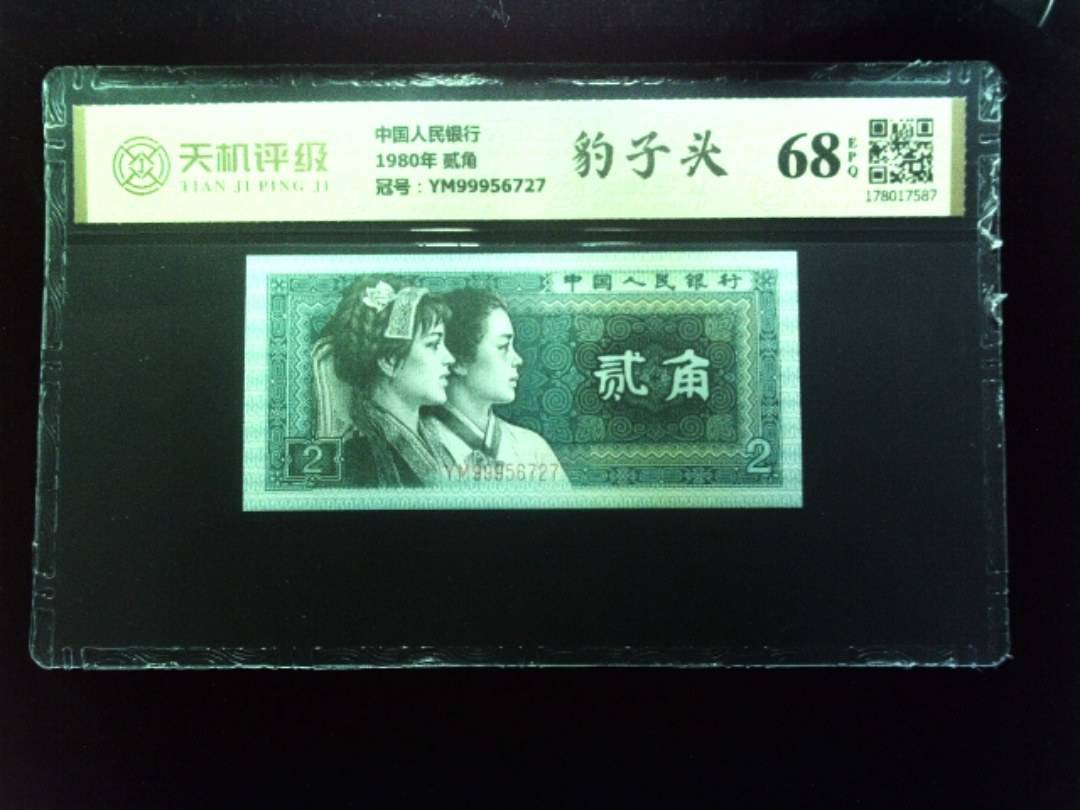 天机评级
TIAN JI PING JI
中国人民银行
1980年 贰角
冠号：YM99956727
豹子头
68
EPQ
178017587
中国人民银行
贰角
2
YM99956727
2